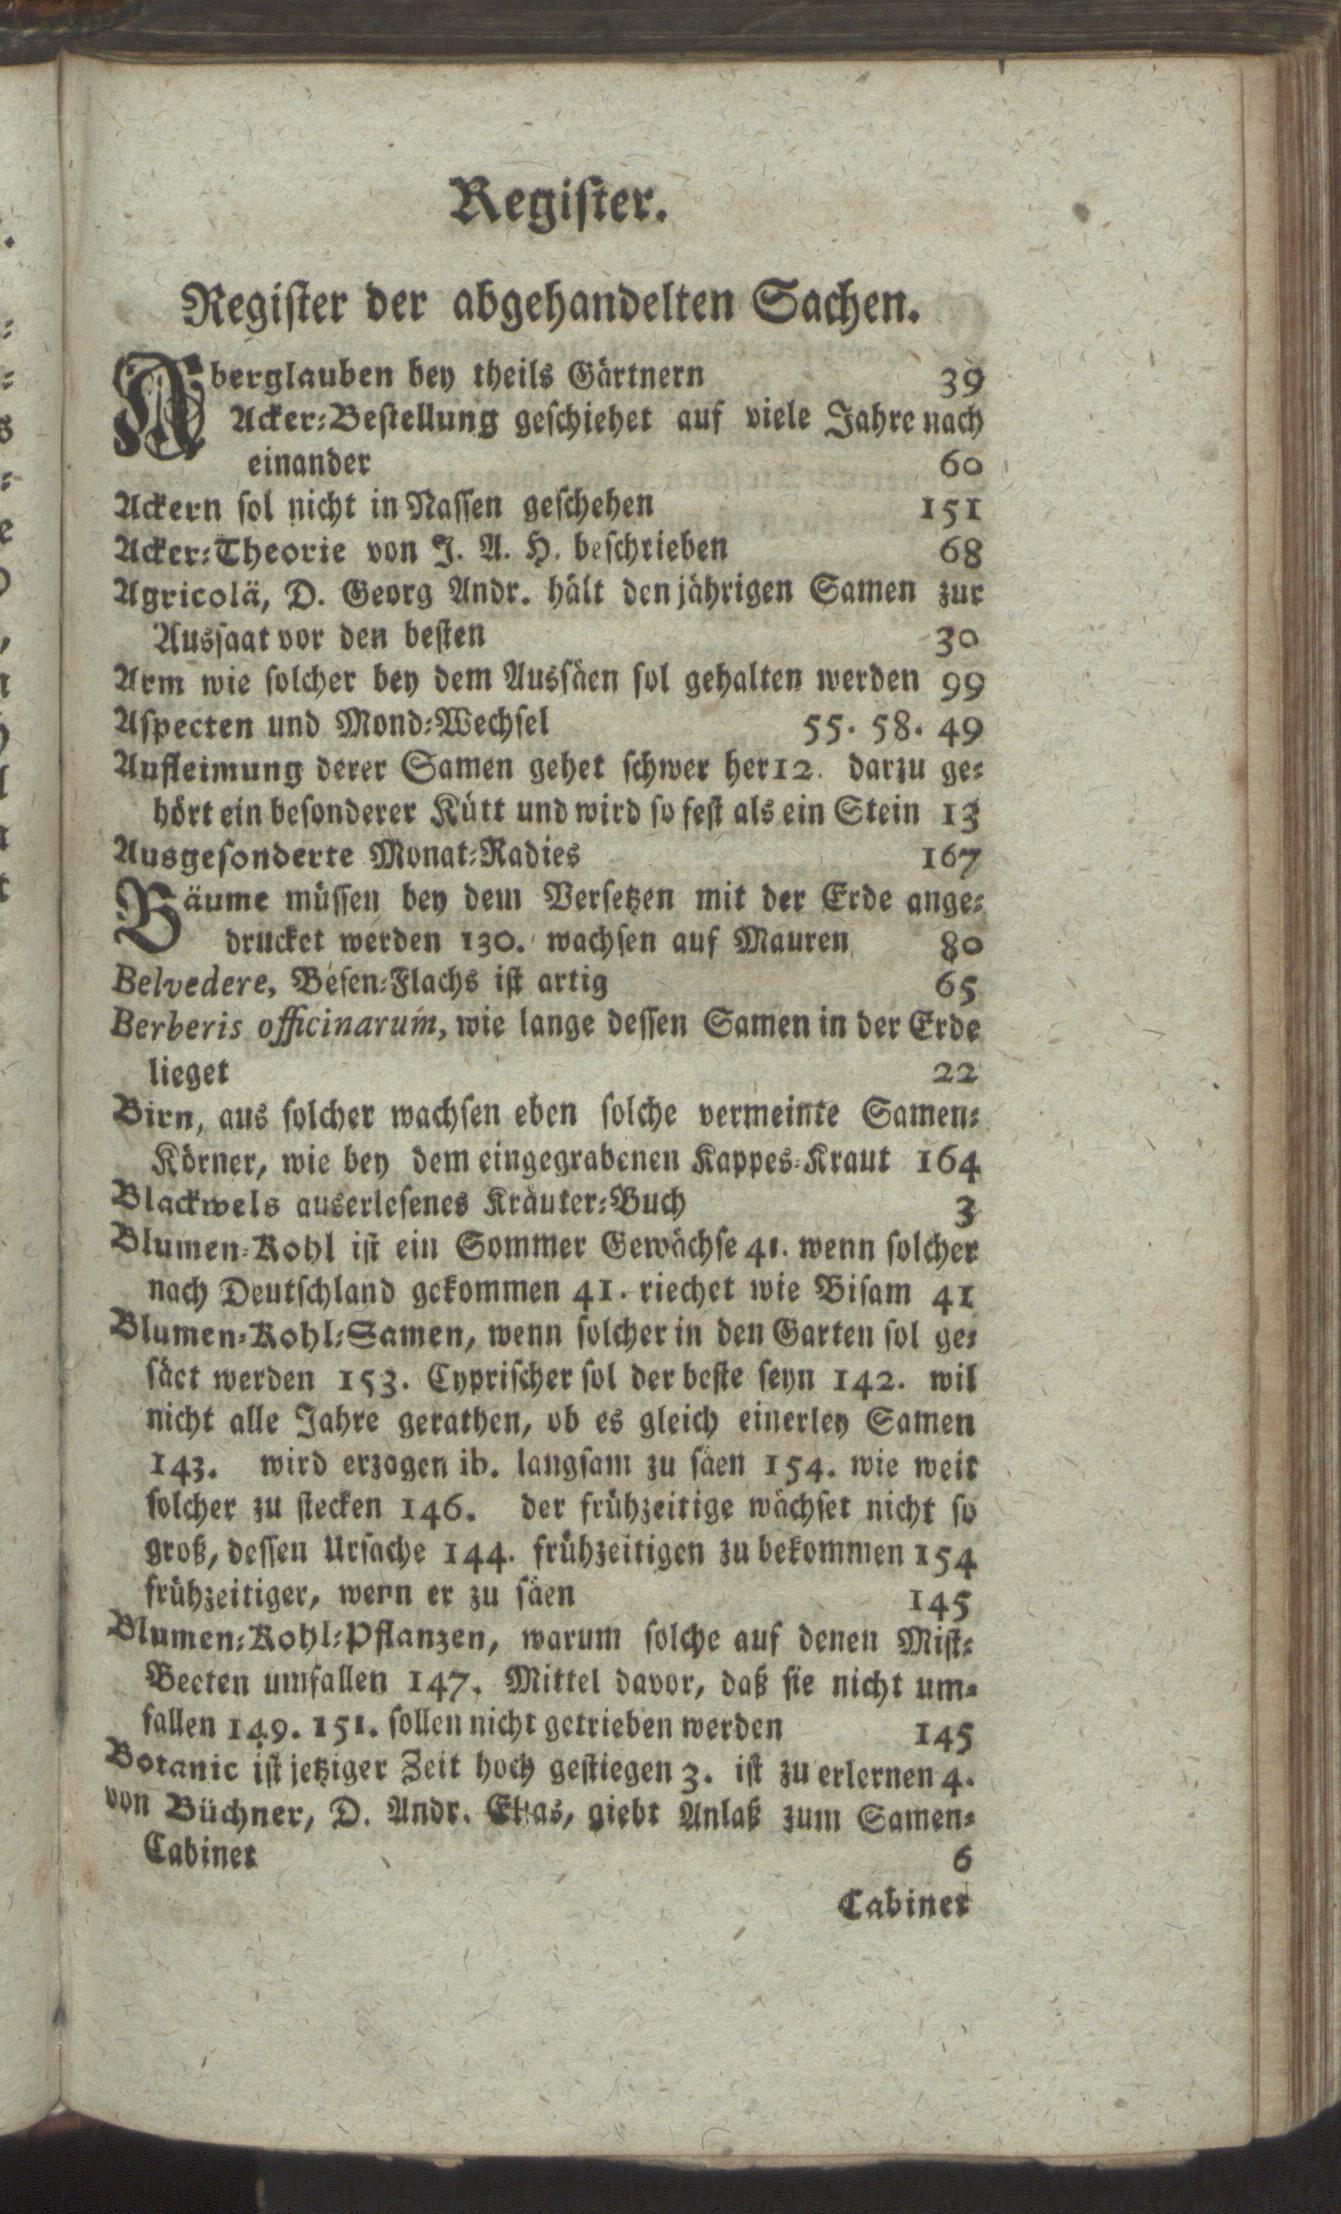 Register.
Register der abgehandelten Sachen.
Aberglauben bey theils Gärtnern 39
Acker-Bestellung geschiehet auf viele Jahre nach
einander 60
Ackern sol nicht in Nassen geschehen 151
Acker-Theorie von J. A. H. beschrieben 68
Agricolä, D. Georg Andr. hält den jährigen Samen zur
Aussaat vor den besten 30
Arm wie solcher bey dem Aussäen sol gehalten werden 99
Aspecten und Mond-Wechsel 55. 58. 49
Aufleimung derer Samen gehet schwer her 12. darzu ge-
hört ein besonderer Kütt und wird so fest als ein Stein 13
Ausgesonderte Monat-Radies 167
Bäume müssen bey dem Versetzen mit der Erde ange-
drucket werden 130. wachsen auf Mauren 80
Belvedere, Besen-Flachs ist artig 65
Berberis officinarum, wie lange dessen Samen in der Erde
lieget 22
Birn, aus solcher wachsen eben solche vermeinte Samen-
Körner, wie bey dem eingegrabenen Kappes-Kraut 164
Blackwels auserlesenes Kräuter-Buch 3
Blumen-Kohl ist ein Sommer Gewächse 41. wenn solcher
nach Deutschland gekommen 41. riechet wie Bisam 41
Blumen-Kohl-Samen, wenn solcher in den Garten sol ge-
säet werden 153. Cyprischer sol der beste seyn 142. wil
nicht alle Jahre gerathen, ob es gleich einerley Samen
143. wird erzogen ib. langsam zu säen 154. wie weit
solcher zu stecken 146. der frühzeitige wächset nicht so
groß, dessen Ursache 144. frühzeitigen zu bekommen 154
frühzeitiger, wenn er zu säen 145
Blumen-Kohl-Pflanzen, warum solche auf denen Mist-
Beeten umfallen 147. Mittel davor, daß sie nicht um-
fallen 149. 151. sollen nicht getrieben werden 145
Botanic ist jetziger Zeit hoch gestiegen 3. ist zu erlernen 4.
von Büchner, D. Andr. Elias, giebt Anlaß zum Samen-
Cabinet 6
Cabinet